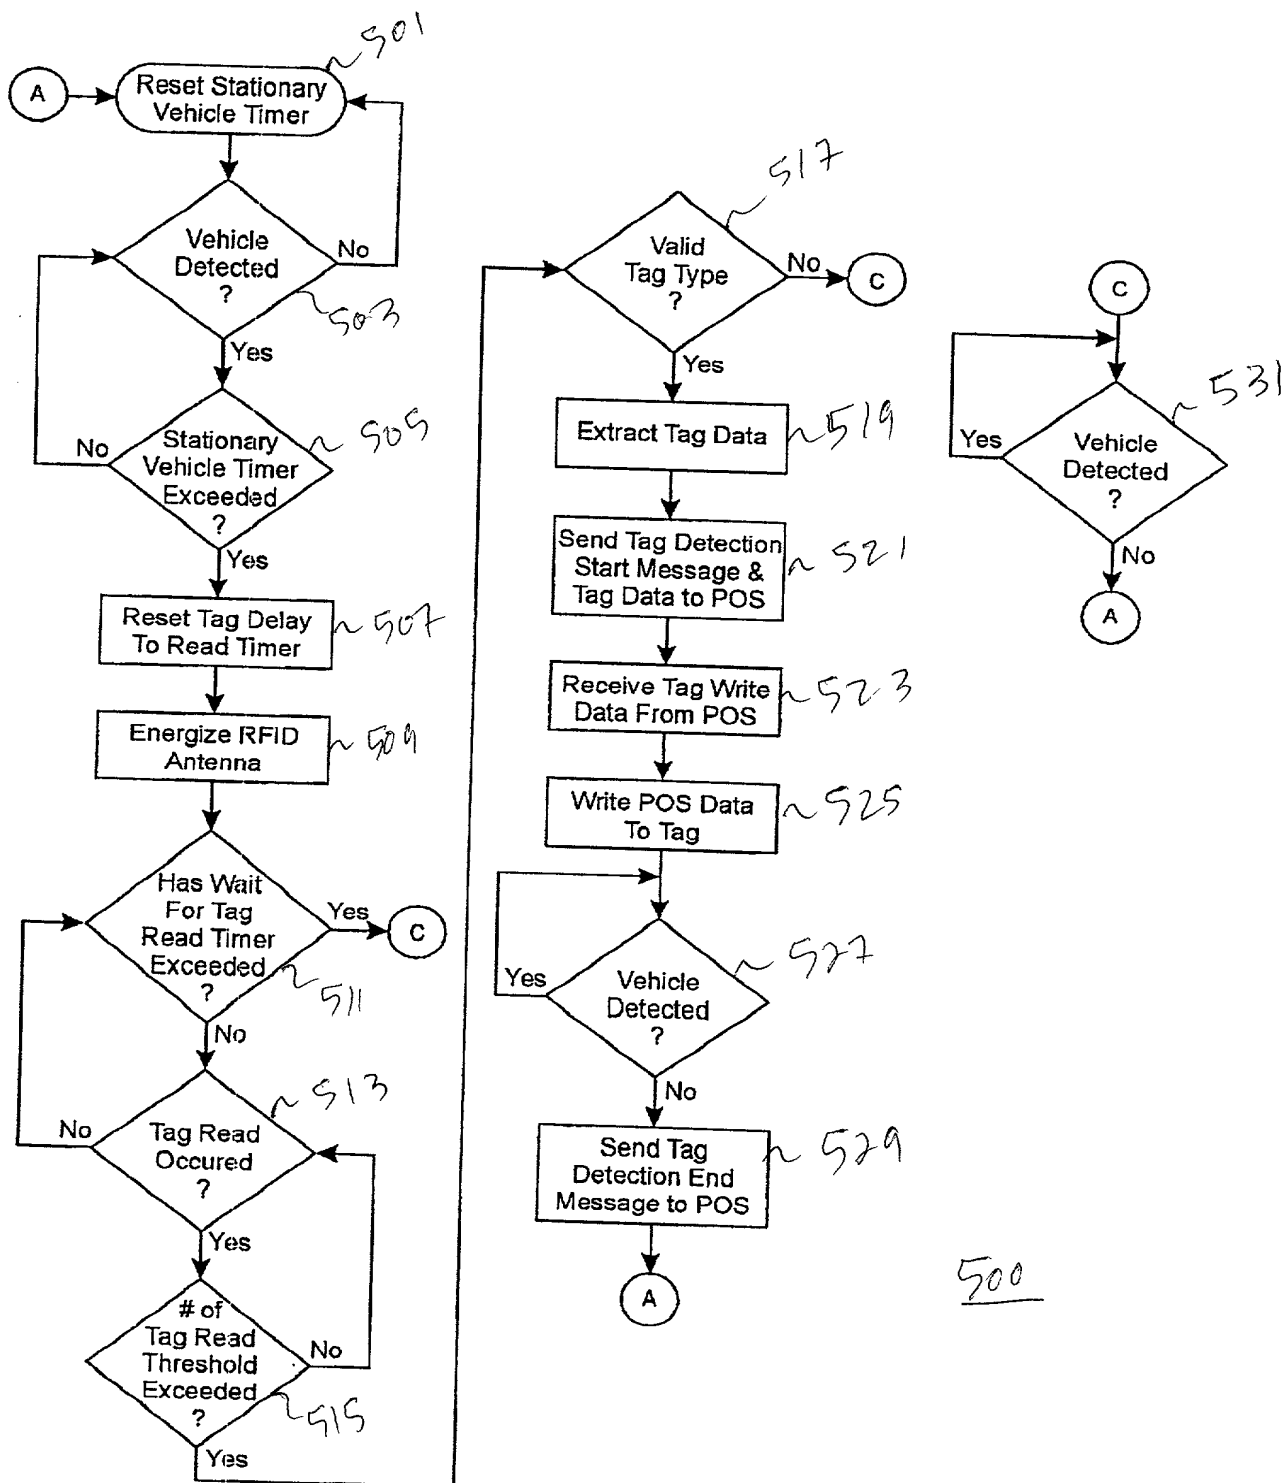 501
A
Reset Stationary
Vehicle Timer
Vehicle
Detected
?
No
503
Yes
Stationary
Vehicle Timer
Exceeded
?
No
505
Yes
Reset Tag Delay
To Read Timer
507
Energize RFID
Antenna
509
Has Wait
For Tag
Read Timer
Exceeded
?
Yes
C
511
No
Tag Read
Occured
?
513
No
Yes
# of
Tag Read
Threshold
Exceeded
?
No
515
Yes
517
Valid
Tag Type
?
No
C
Yes
Extract Tag Data
519
Send Tag Detection
Start Message &
Tag Data to POS
521
Receive Tag Write
Data From POS
523
Write POS Data
To Tag
525
Vehicle
Detected
?
Yes
527
No
Send Tag
Detection End
Message to POS
529
A
C
531
Vehicle
Detected
?
Yes
No
A
500